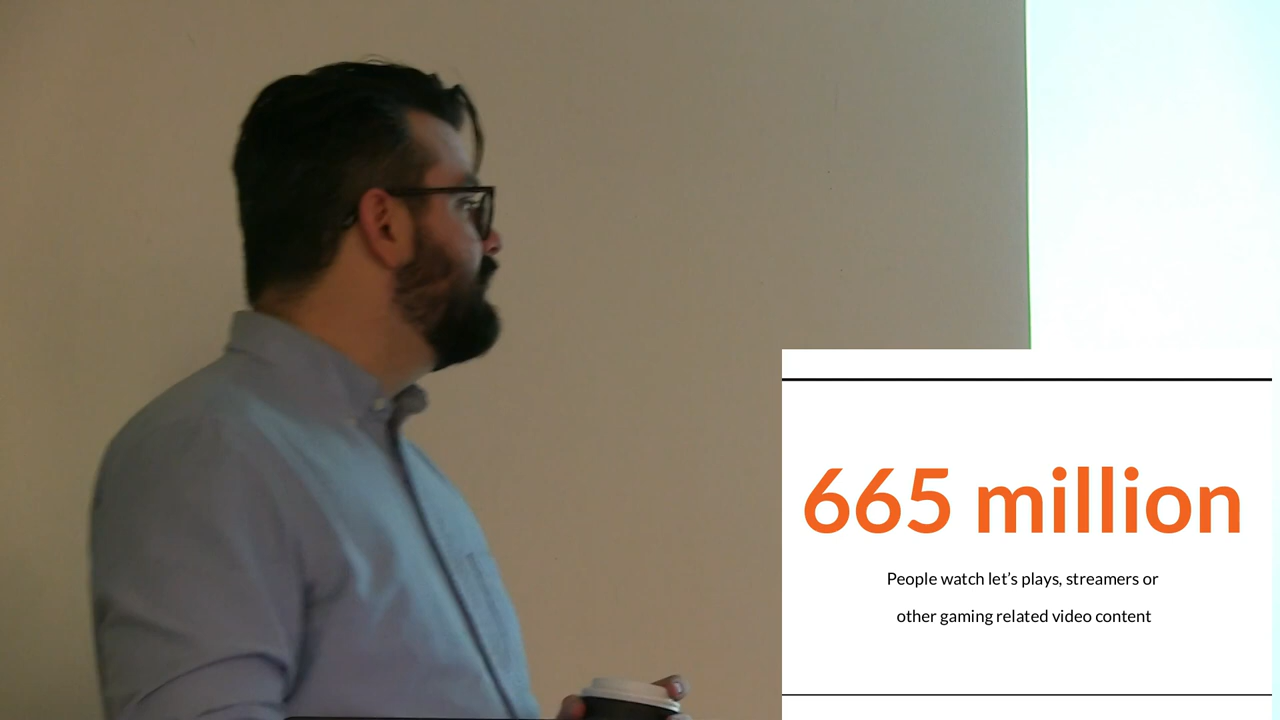 665 million
People watch let's plays, streamers or
other gaming related video content